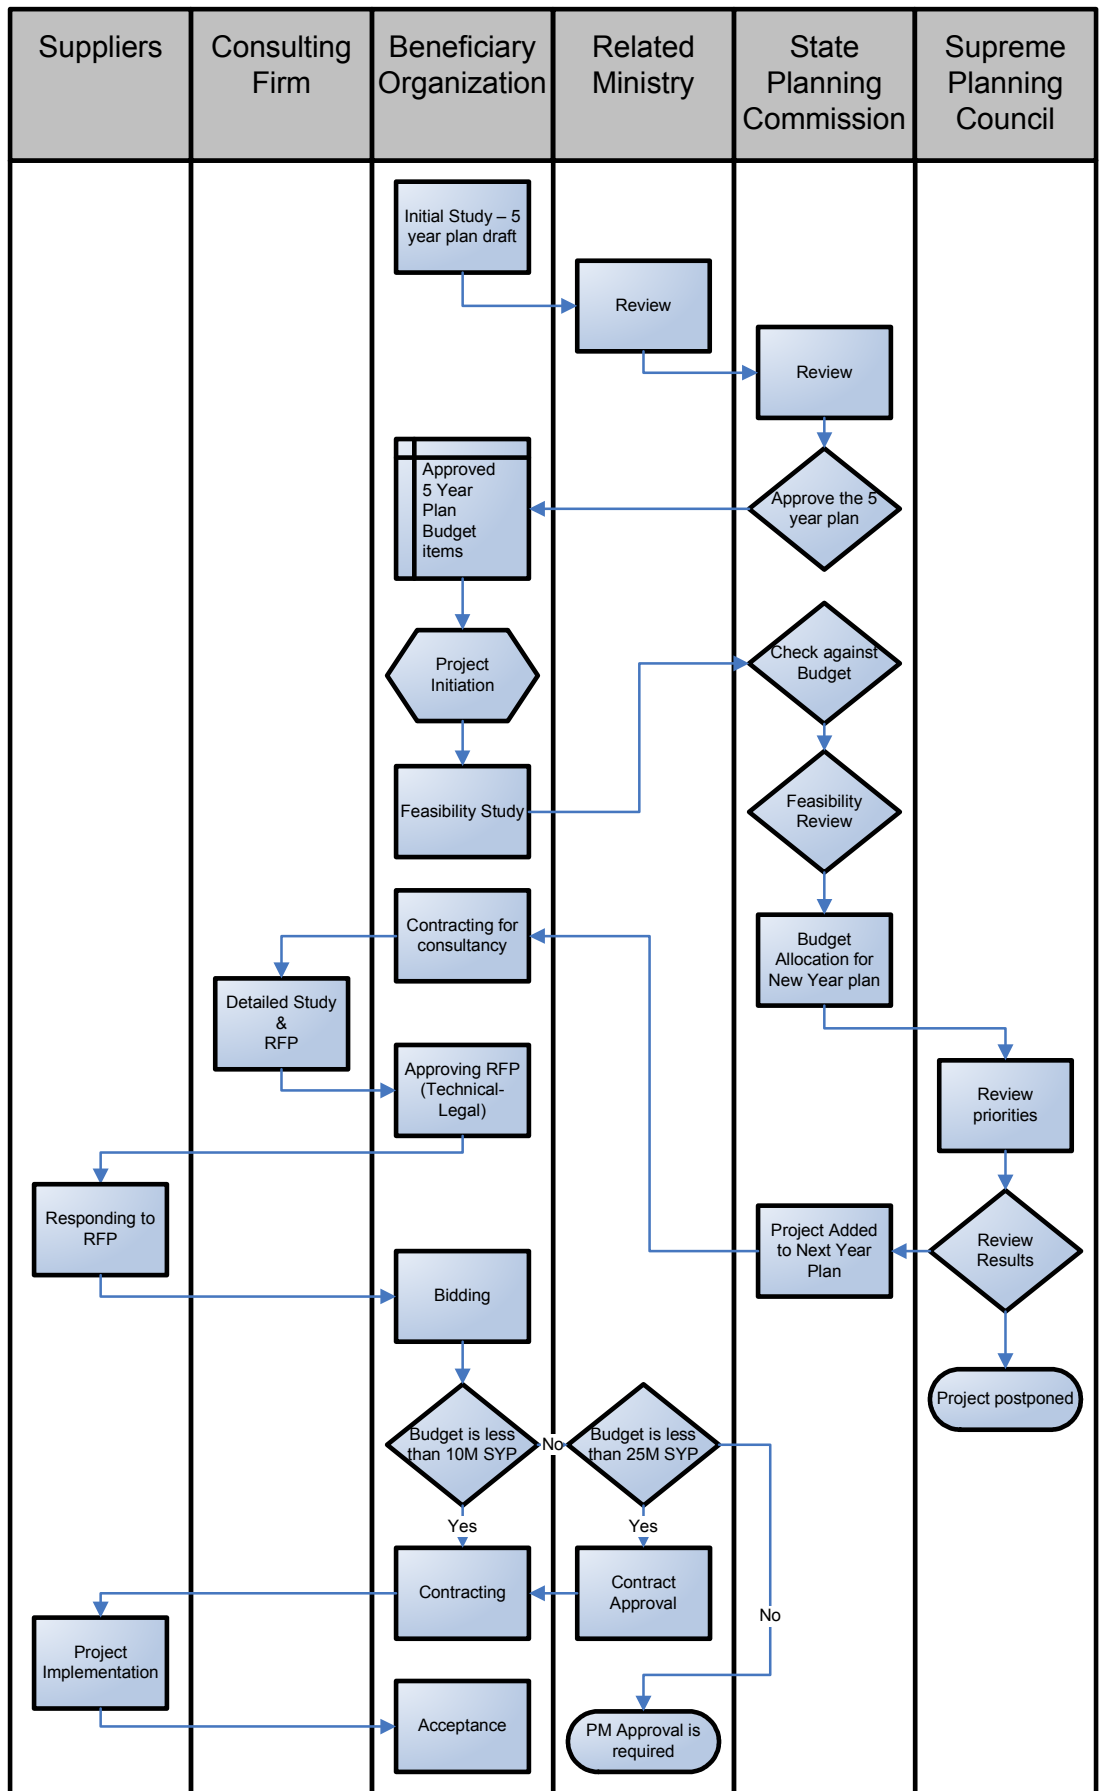 Suppliers
Consulting
Firm
Beneficiary
Organization
Related
Ministry
State
Planning
Commission
Supreme
Planning
Council
Initial Study – 5
year plan draft
Review
Review
Approved
5 Year
Plan
Budget
items
Approve the 5
year plan
Project
Initiation
Check against
Budget
Feasibility Study
Feasibility
Review
Contracting for
consultancy
Budget
Allocation for
New Year plan
Detailed Study
&
RFP
Approving RFP
(Technical-
Legal)
Review
priorities
Responding to
RFP
Project Added
to Next Year
Plan
Review
Results
Bidding
Project postponed
Budget is less
than 10M SYP
No
Budget is less
than 25M SYP
Yes
Yes
Contracting
Contract
Approval
No
Project
Implementation
Acceptance
PM Approval is
required